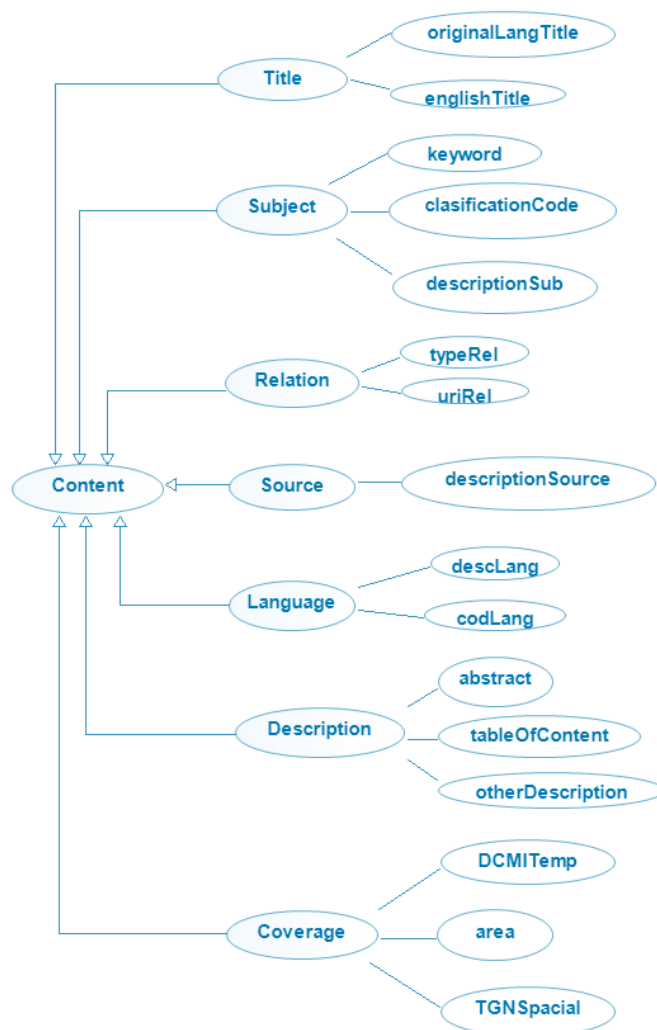 originalLangTitle
Title
englishTitle
keyword
Subject
clasificationCode
descriptionSub
typeRel
Relation
uriRel
Content
Source
descriptionSource
descLang
Language
codLang
abstract
Description
tableOfContent
otherDescription
DCMITemp
Coverage
area
TGNSpacial